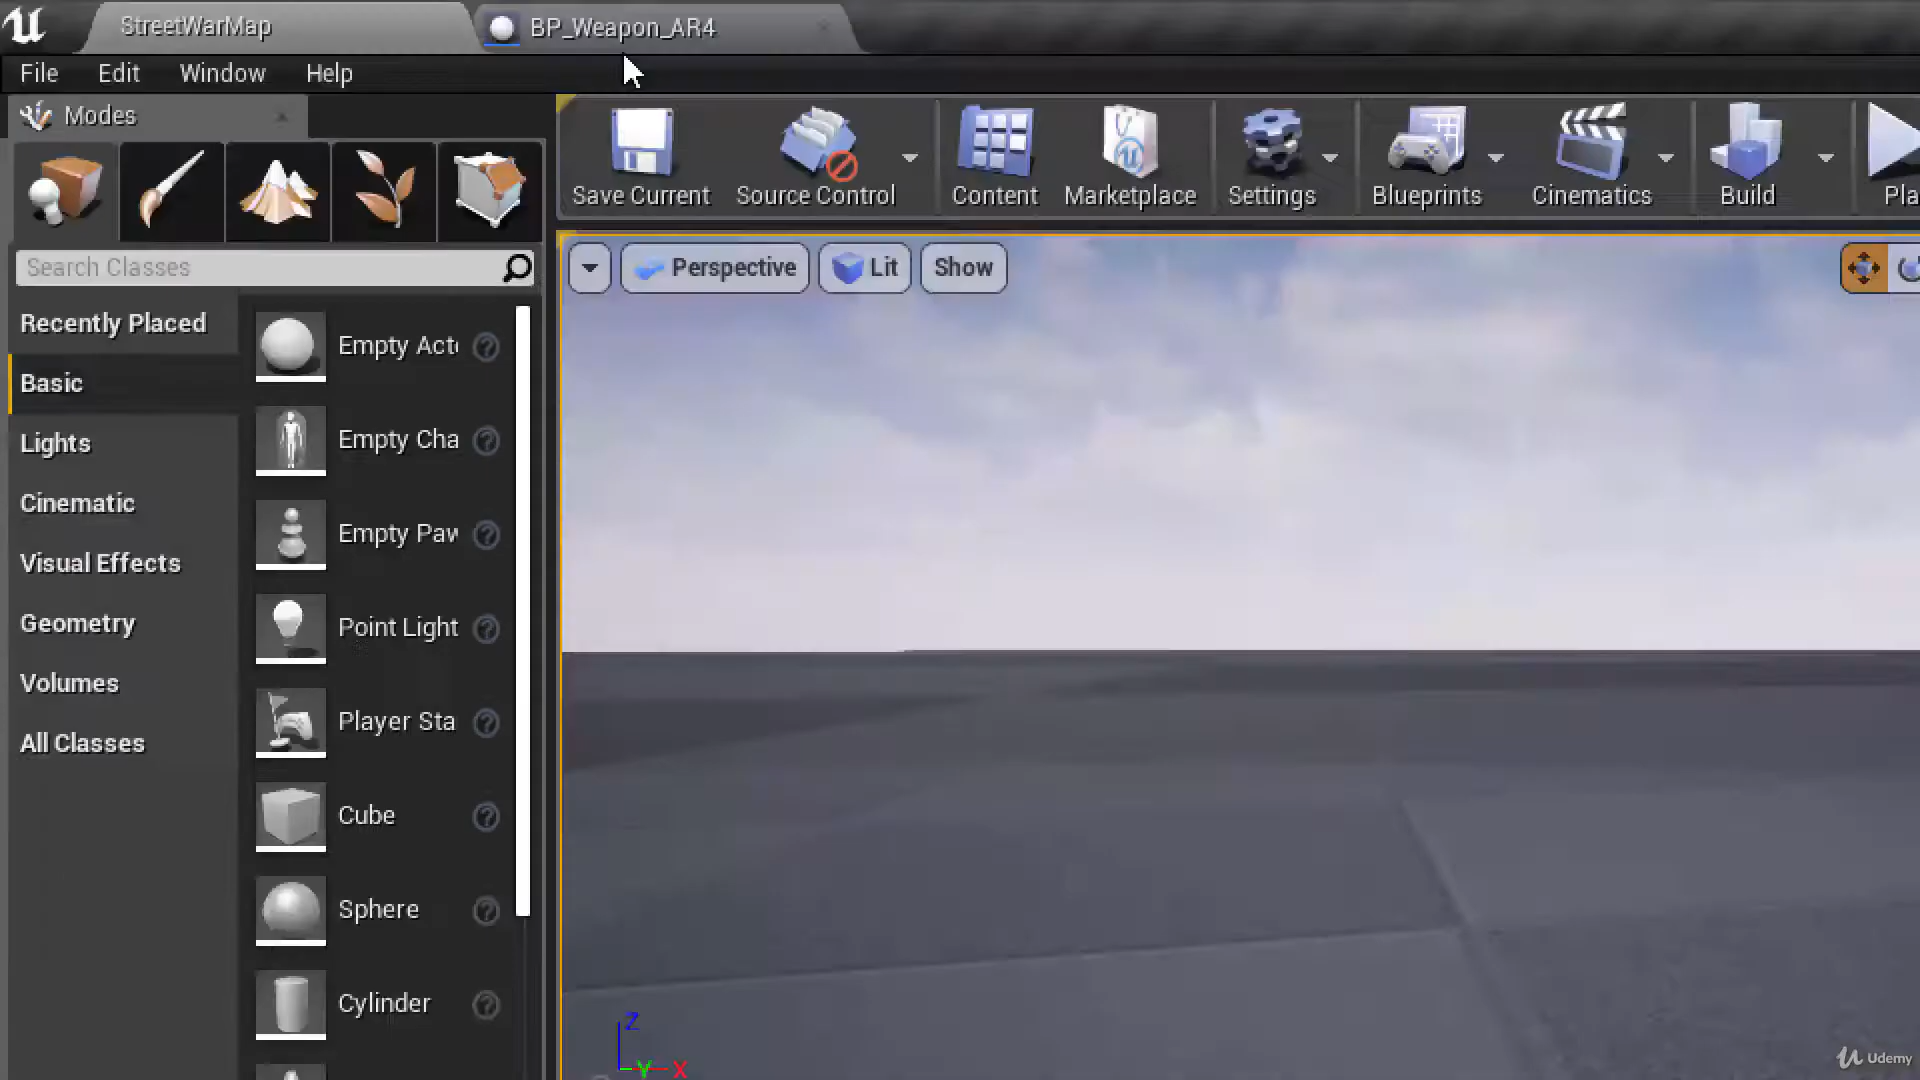 StreetWarMap
BP_Weapon_AR4
File Edit Window Help
Modes
Save Current
Source Control
Content
Marketplace
Settings
Blueprints
Cinematics
Build
Pla
Search Classes
Perspective
Lit
Show
Recently Placed
Basic
Lights
Cinematic
Visual Effects
Geometry
Volumes
All Classes
Empty Act
Empty Cha
Empty Paw
Point Light
Player Sta
Cube
Sphere
Cylinder
Z
Y
X
Udemy